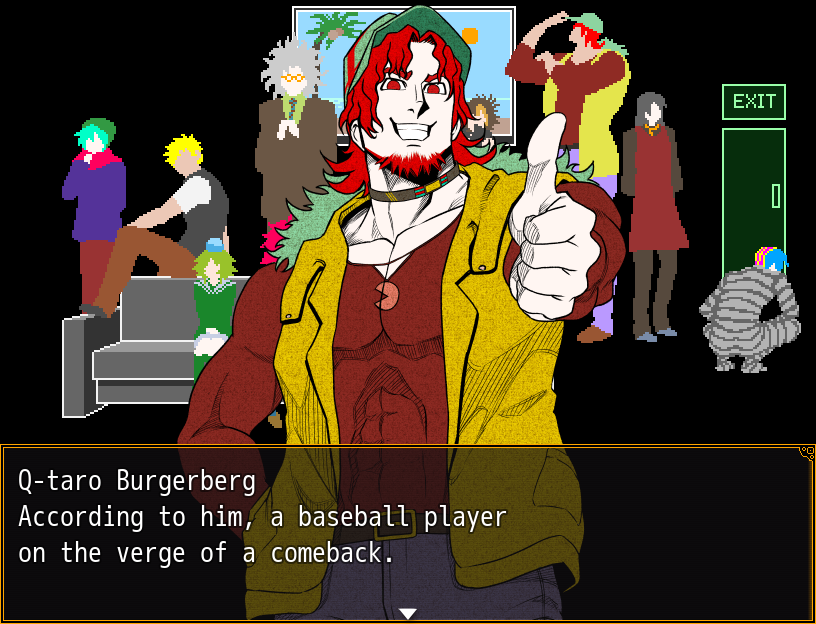 EXIT
Q-taro Burgerberg
According to him, a baseball player
on the verge of a comeback.